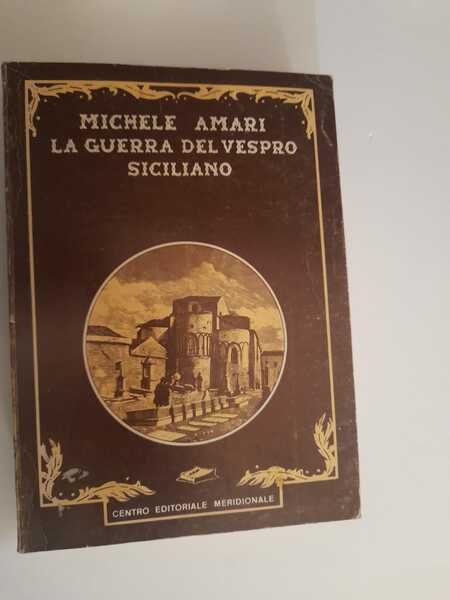 MICHELE AMARI
LA GUERRA DEL VESPRO
SICILIANO
CENTRO EDITORIALE MERIDIONALE